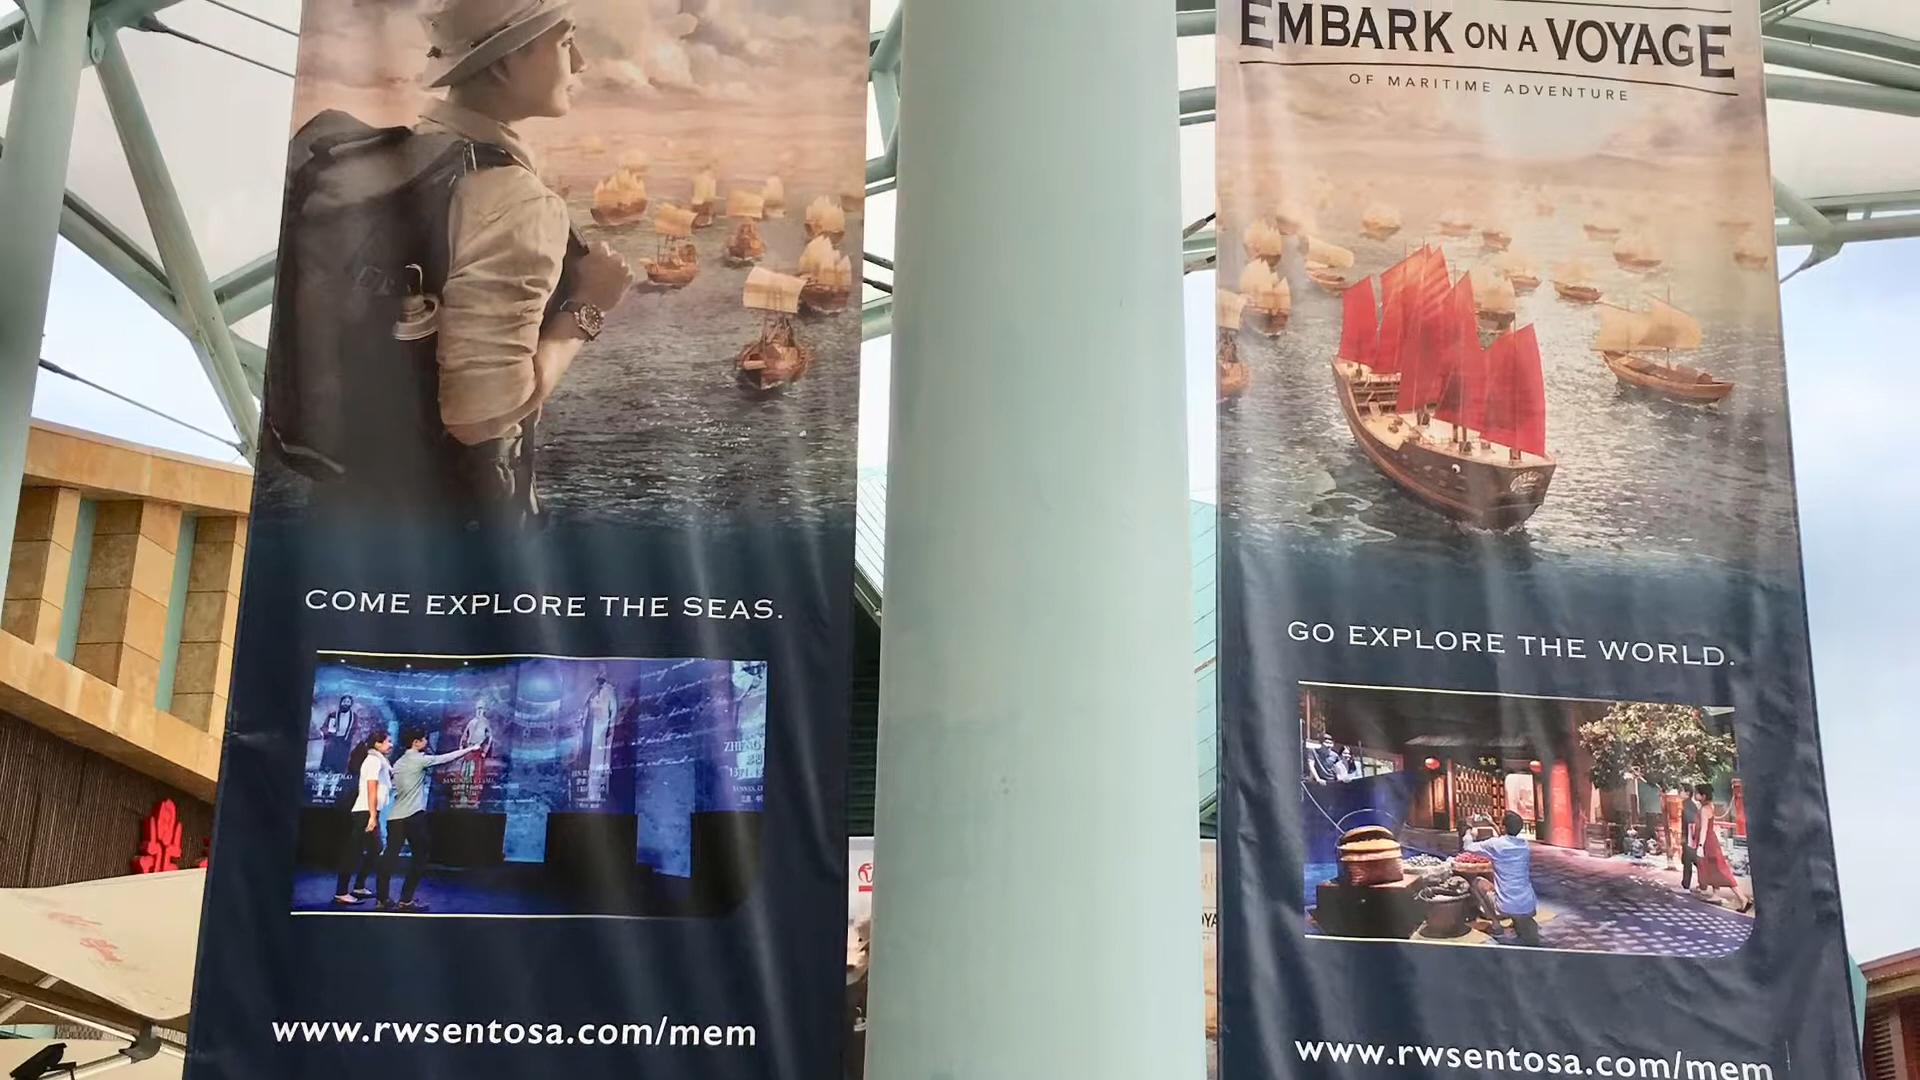 COME EXPLORE THE SEAS.
ZHENG
www.rwsentosa.com/mem
EMBARK ON A VOYAGE
OF MARITIME ADVENTURE
GO EXPLORE THE WORLD.
www.rwsentosa.com/mem